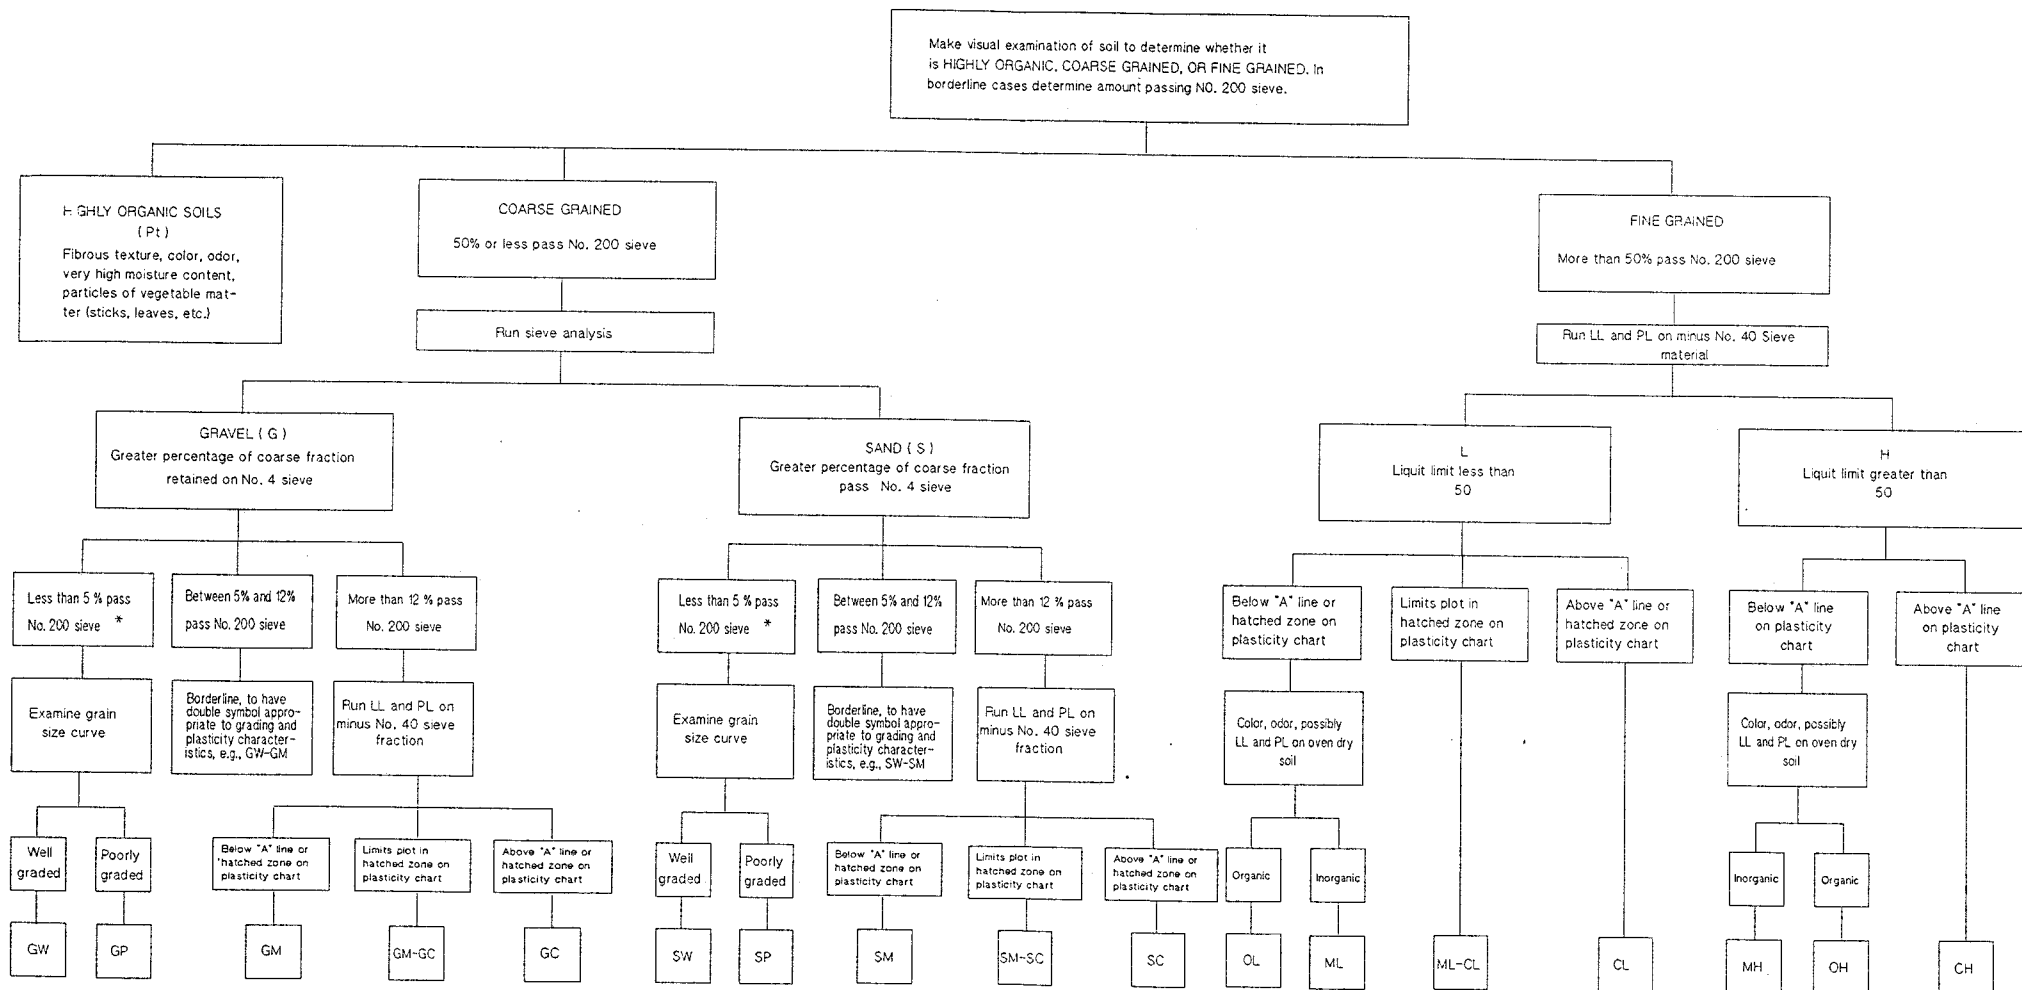 Make visual examination of soil to determine whether it
is HIGHLY ORGANIC, COARSE GRAINED, OR FINE GRAINED. In
borderline cases determine amount passing NO. 200 sieve.
H GHLY ORGANIC SOILS
(Pt)
Fibrous texture, color, odor,
very high moisture content,
particles of vegetable mat-
ter (sticks, leaves, etc.)
COARSE GRAINED
50% or less pass No. 200 sieve
FINE GRAINED
More than 50% pass No. 200 sieve
Run sieve analysis
Run LL and PL on minus No. 40 Sieve
material
GRAVEL (G)
Greater percentage of coarse fraction
retained on No. 4 sieve
SAND (S)
Greater percentage of coarse fraction
pass No. 4 sieve
L
Liquit limit less than
50
H
Liquit limit greater than
50
Less than 5 % pass
No. 200 sieve *
Between 5% and 12%
pass No. 200 sieve
More than 12 % pass
No. 200 sieve
Less than 5 % pass
No. 200 sieve *
Between 5% and 12%
pass No. 200 sieve
More than 12 % pass
No. 200 sieve
Below "A" line or
hatched zone on
plasticity chart
Limits plot in
hatched zone on
plasticity chart
Above "A" line or
hatched zone on
plasticity chart
Below "A" line
on plasticity
chart
Above "A" line
on plasticity
chart
Examine grain
size curve
Borderline, to have
double symbol appro-
priate to grading and
plasticity character-
istics, e.g., GW-GM
Run LL and PL on
minus No. 40 sieve
fraction
Examine grain
size curve
Borderline, to have
double symbol appro-
priate to grading and
plasticity character-
istics, e.g., SW-SM
Run LL and PL on
minus No. 40 sieve
fraction
Color, odor, possibly
LL and PL on oven dry
soil
Color, odor, possibly
LL and PL on oven dry
soil
Well
graded
Poorly
graded
Below "A" line or
hatched zone on
plasticity chart
Limits plot in
hatched zone on
plasticity chart
Above "A" line or
hatched zone on
plasticity chart
Well
graded
Poorly
graded
Below "A" line or
hatched zone on
plasticity chart
Limits plot in
hatched zone on
plasticity chart
Above "A" line or
hatched zone on
plasticity chart
Organic
Inorganic
Inorganic
Organic
GW
GP
GM
GM-GC
GC
SW
SP
SM
SM-SC
SC
OL
ML
ML-CL
CL
MH
OH
CH